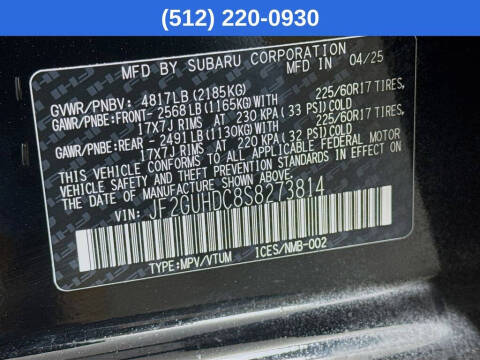 (512) 220-0930
MFD BY SUBARU CORPORATION
MFD IN 04/25
GVWR/PNBV: 4817LB (2185KG)
GAWR/PNBE:FRONT-2568LB(1165KG)WITH 225/60R17 TIRES,
17X7J RIMS AT 230 KPA (33 PSI) COLD
GAWR/PNBE:REAR -2491LB(1130KG)WITH 225/60R17 TIRES,
17X7J RIMS AT 220 KPA (32 PSI) COLD
THIS VEHICLE CONFORMS TO ALL APPLICABLE FEDERAL MOTOR
VEHICLE SAFETY AND THEFT PREVENTION STANDARDS IN EFFECT ON
THE DATE OF MANUFACTURE SHOWN ABOVE
VIN: JF2GUHDC8S8273814
TYPE:MPV/VTUM ICES/NMB-002